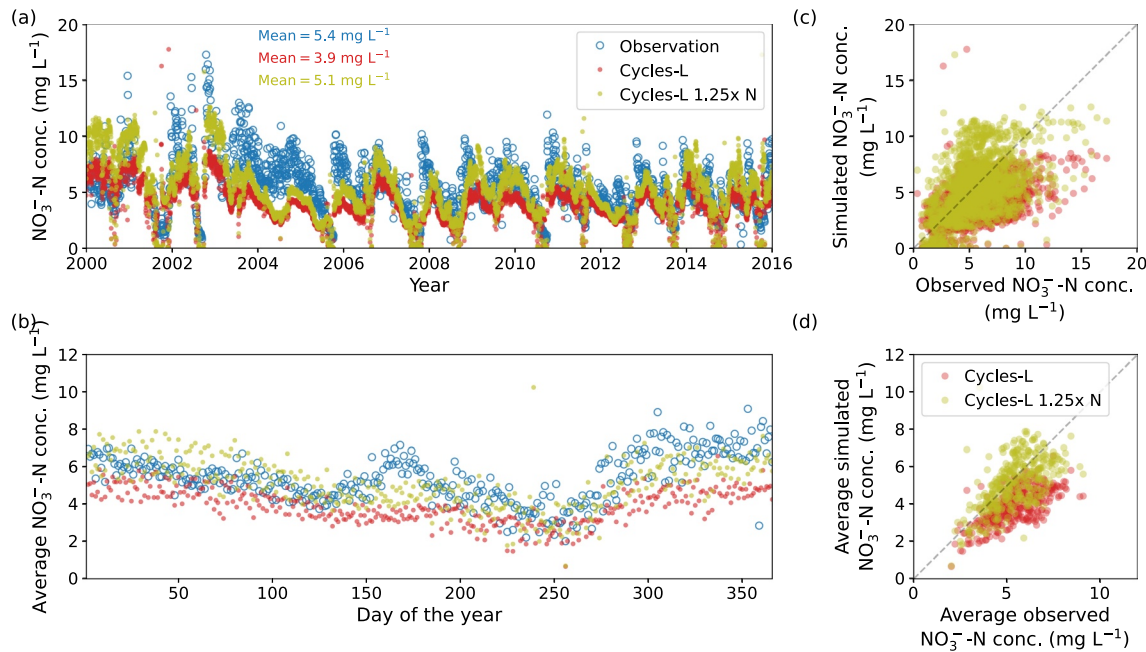 (a)
NO₃⁻-N conc. (mg L⁻¹)
20
15
10
5
0
Mean = 5.4 mg L⁻¹
Mean = 3.9 mg L⁻¹
Mean = 5.1 mg L⁻¹
Observation
Cycles-L
Cycles-L 1.25x N
2000 2002 2004 2006 2008 2010 2012 2014 2016
Year
(c)
Simulated NO₃⁻-N conc.
(mg L⁻¹)
20
15
10
5
0
0 5 10 15 20
Observed NO₃⁻-N conc.
(mg L⁻¹)
(b)
Average NO₃⁻-N conc. (mg L⁻¹)
12
10
8
6
4
2
0
50 100 150 200 250 300 350
Day of the year
(d)
Average simulated
NO₃⁻-N conc. (mg L⁻¹)
12
10
8
6
4
2
0
Cycles-L
Cycles-L 1.25x N
0 5 10
Average observed
NO₃⁻-N conc. (mg L⁻¹)